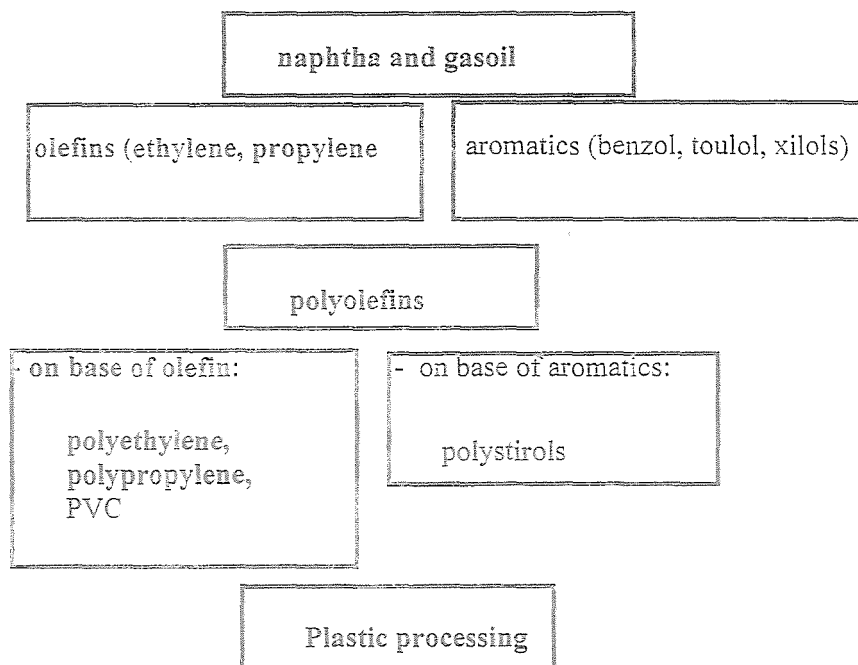 naphtha and gasoil
olefins (ethylene, propylene
aromatics (benzol, toulol, xilols)
polyolefins
- on base of olefin:
polyethylene,
polypropylene,
PVC
- on base of aromatics:
polystirols
Plastic processing